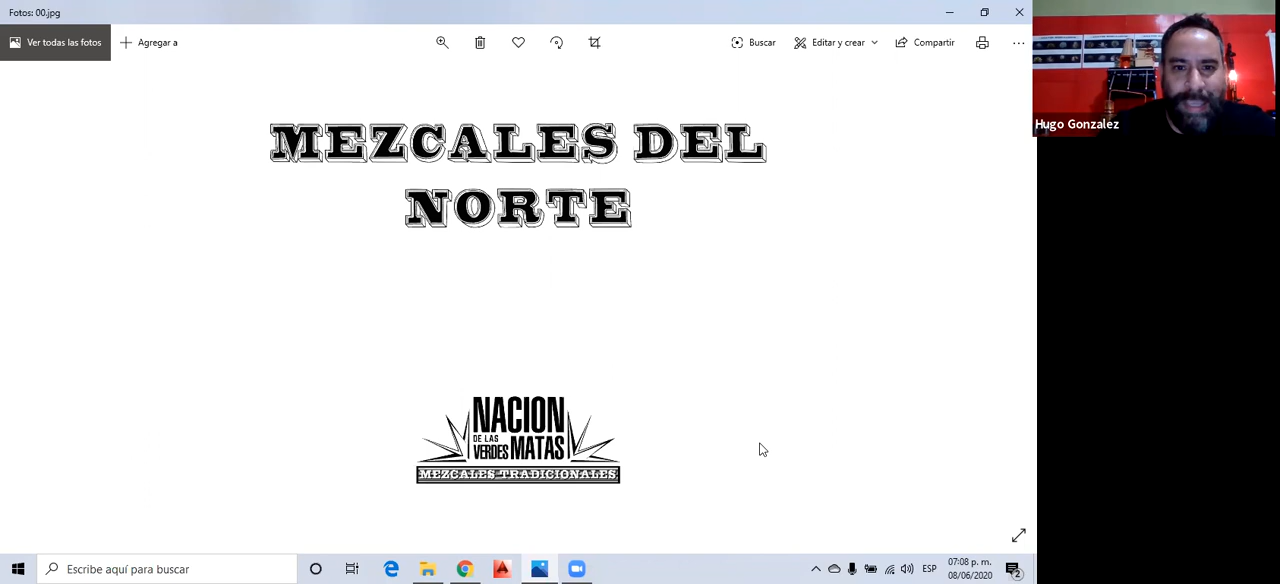 Fotos: 00.jpg
Ver todas las fotos
Agregar a
Buscar
Editar y crear
Compartir
MEZCALES DEL
NORTE
NACION
DE LAS
VERDES MATAS
MEZCALES TRADICIONALES
Hugo Gonzalez
Escribe aquí para buscar
ESP
07:08 p. m.
08/06/2020
2